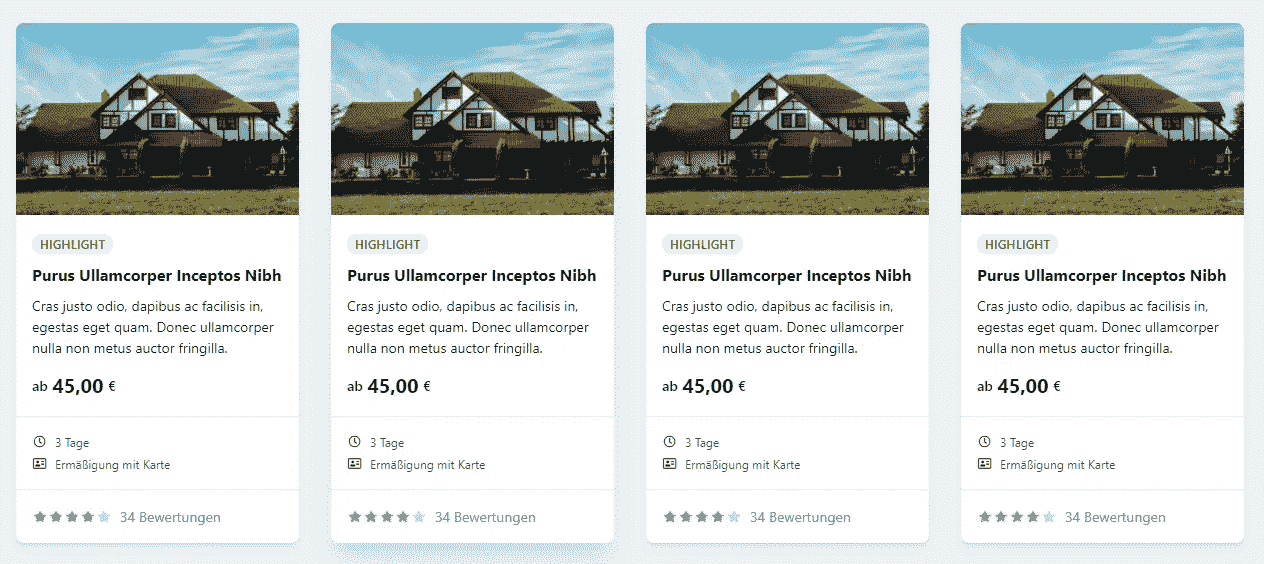 HIGHLIGHT
Purus Ullamcorper Inceptos Nibh
Cras justo odio, dapibus ac facilisis in,
egestas eget quam. Donec ullamcorper
nulla non metus auctor fringilla.
ab 45,00 €
3 Tage
Ermäßigung mit Karte
34 Bewertungen
HIGHLIGHT
Purus Ullamcorper Inceptos Nibh
Cras justo odio, dapibus ac facilisis in,
egestas eget quam. Donec ullamcorper
nulla non metus auctor fringilla.
ab 45,00 €
3 Tage
Ermäßigung mit Karte
34 Bewertungen
HIGHLIGHT
Purus Ullamcorper Inceptos Nibh
Cras justo odio, dapibus ac facilisis in,
egestas eget quam. Donec ullamcorper
nulla non metus auctor fringilla.
ab 45,00 €
3 Tage
Ermäßigung mit Karte
34 Bewertungen
HIGHLIGHT
Purus Ullamcorper Inceptos Nibh
Cras justo odio, dapibus ac facilisis in,
egestas eget quam. Donec ullamcorper
nulla non metus auctor fringilla.
ab 45,00 €
3 Tage
Ermäßigung mit Karte
34 Bewertungen